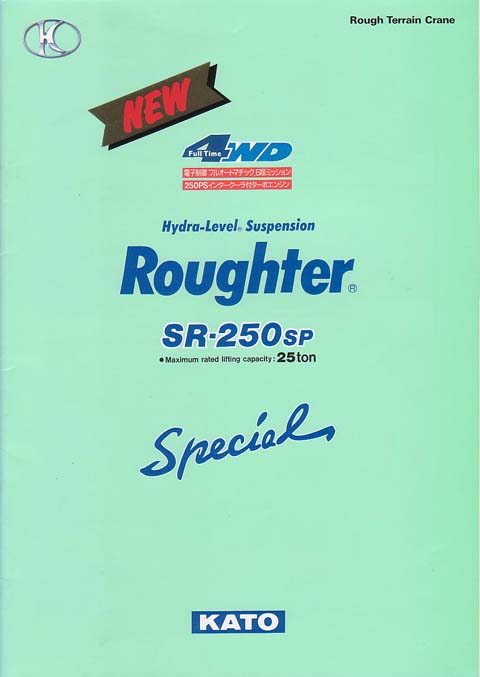 Rough Terrain Crane
NEW
Full Time 4WD
電子制御フルオートマチック、6段ミッション
250PSインタークーラ付ターボエンジン
Hydra-Level® Suspension
Roughter®
SR-250SP
• Maximum rated lifting capacity: 25ton
Special
KATO